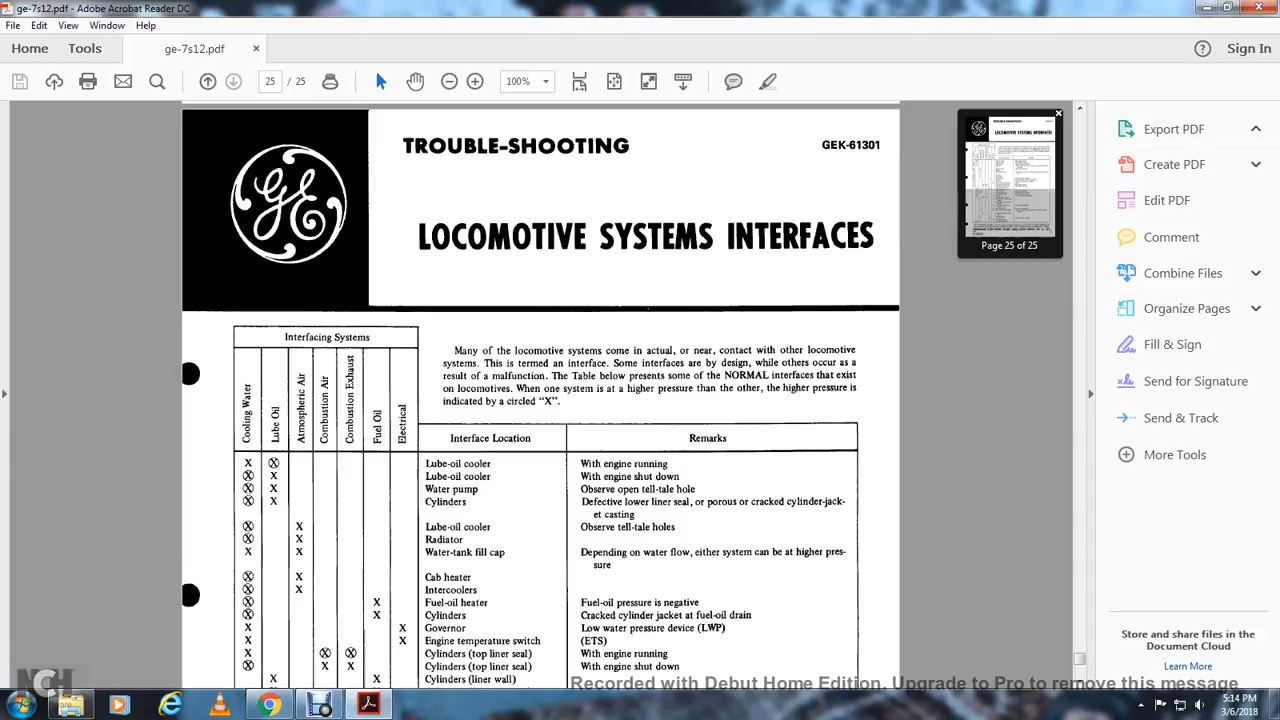 ge-7s12.pdf - Adobe Acrobat Reader DC
File Edit View Window Help
Home Tools ge-7s12.pdf × Sign In
25 / 25 100%
TROUBLE-SHOOTING
GEK-61301
LOCOMOTIVE SYSTEMS INTERFACES
GE
Interfacing Systems
Cooling Water
Lube Oil
Atmospheric Air
Combustion Air
Combustion Exhaust
Fuel Oil
Electrical
Many of the locomotive systems come in actual, or near, contact with other locomotive
systems. This is termed an interface. Some interfaces are by design, while others occur as a
result of a malfunction. The Table below presents some of the NORMAL interfaces that exist
on locomotives. When one system is at a higher pressure than the other, the higher pressure is
indicated by a circled “X”.
Interface Location Remarks
X Ⓧ Lube-oil cooler With engine running
Ⓧ X Lube-oil cooler With engine shut down
Ⓧ X Water pump Observe open tell-tale hole
Ⓧ X Cylinders Defective lower liner seal, or porous or cracked cylinder-jack-
et casting
Ⓧ X Lube-oil cooler Observe tell-tale holes
Ⓧ X Radiator
X X Water-tank fill cap Depending on water flow, either system can be at higher pres-
sure
Ⓧ X Cab heater
Ⓧ X Intercoolers
Ⓧ X Fuel-oil heater Fuel-oil pressure is negative
Ⓧ X Cylinders Cracked cylinder jacket at fuel-oil drain
X X Governor Low water pressure device (LWP)
X X Engine temperature switch (ETS)
X Ⓧ Ⓧ Cylinders (top liner seal) With engine running
Ⓧ X X Cylinders (top liner seal) With engine shut down
X X Cylinders (liner wall)
Page 25 of 25
Export PDF
Create PDF
Edit PDF
Comment
Combine Files
Organize Pages
Fill & Sign
Send for Signature
Send & Track
More Tools
Store and share files in the
Document Cloud
Learn More
NCH
Recorded with Debut Home Edition. Upgrade to Pro to remove this message
5:14 PM
3/6/2018